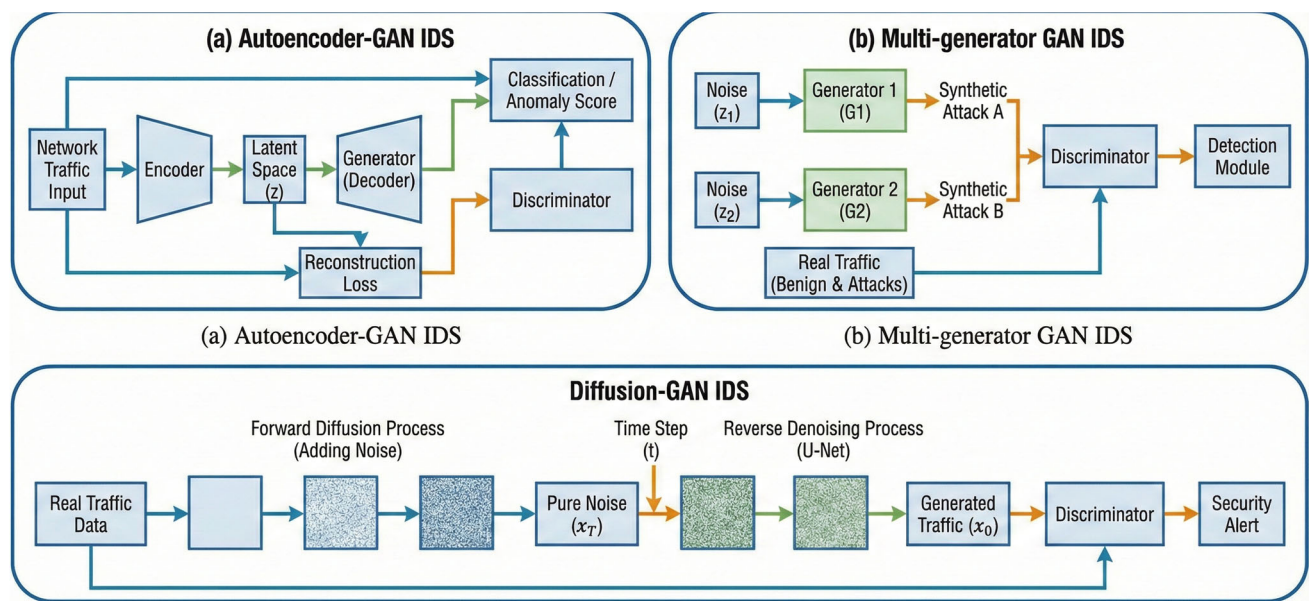 (a) Autoencoder-GAN IDS
Network
Traffic
Input
Encoder
Latent
Space
(z)
Generator
(Decoder)
Classification /
Anomaly Score
Discriminator
Reconstruction
Loss
(b) Multi-generator GAN IDS
Noise
(z₁)
Generator 1
(G1)
Synthetic
Attack A
Noise
(z₂)
Generator 2
(G2)
Synthetic
Attack B
Discriminator
Detection
Module
Real Traffic
(Benign & Attacks)
(a) Autoencoder-GAN IDS
(b) Multi-generator GAN IDS
Diffusion-GAN IDS
Forward Diffusion Process
(Adding Noise)
Time Step
(t)
Reverse Denoising Process
(U-Net)
Real Traffic
Data
Pure Noise
(x_T)
Generated
Traffic (x₀)
Discriminator
Security
Alert